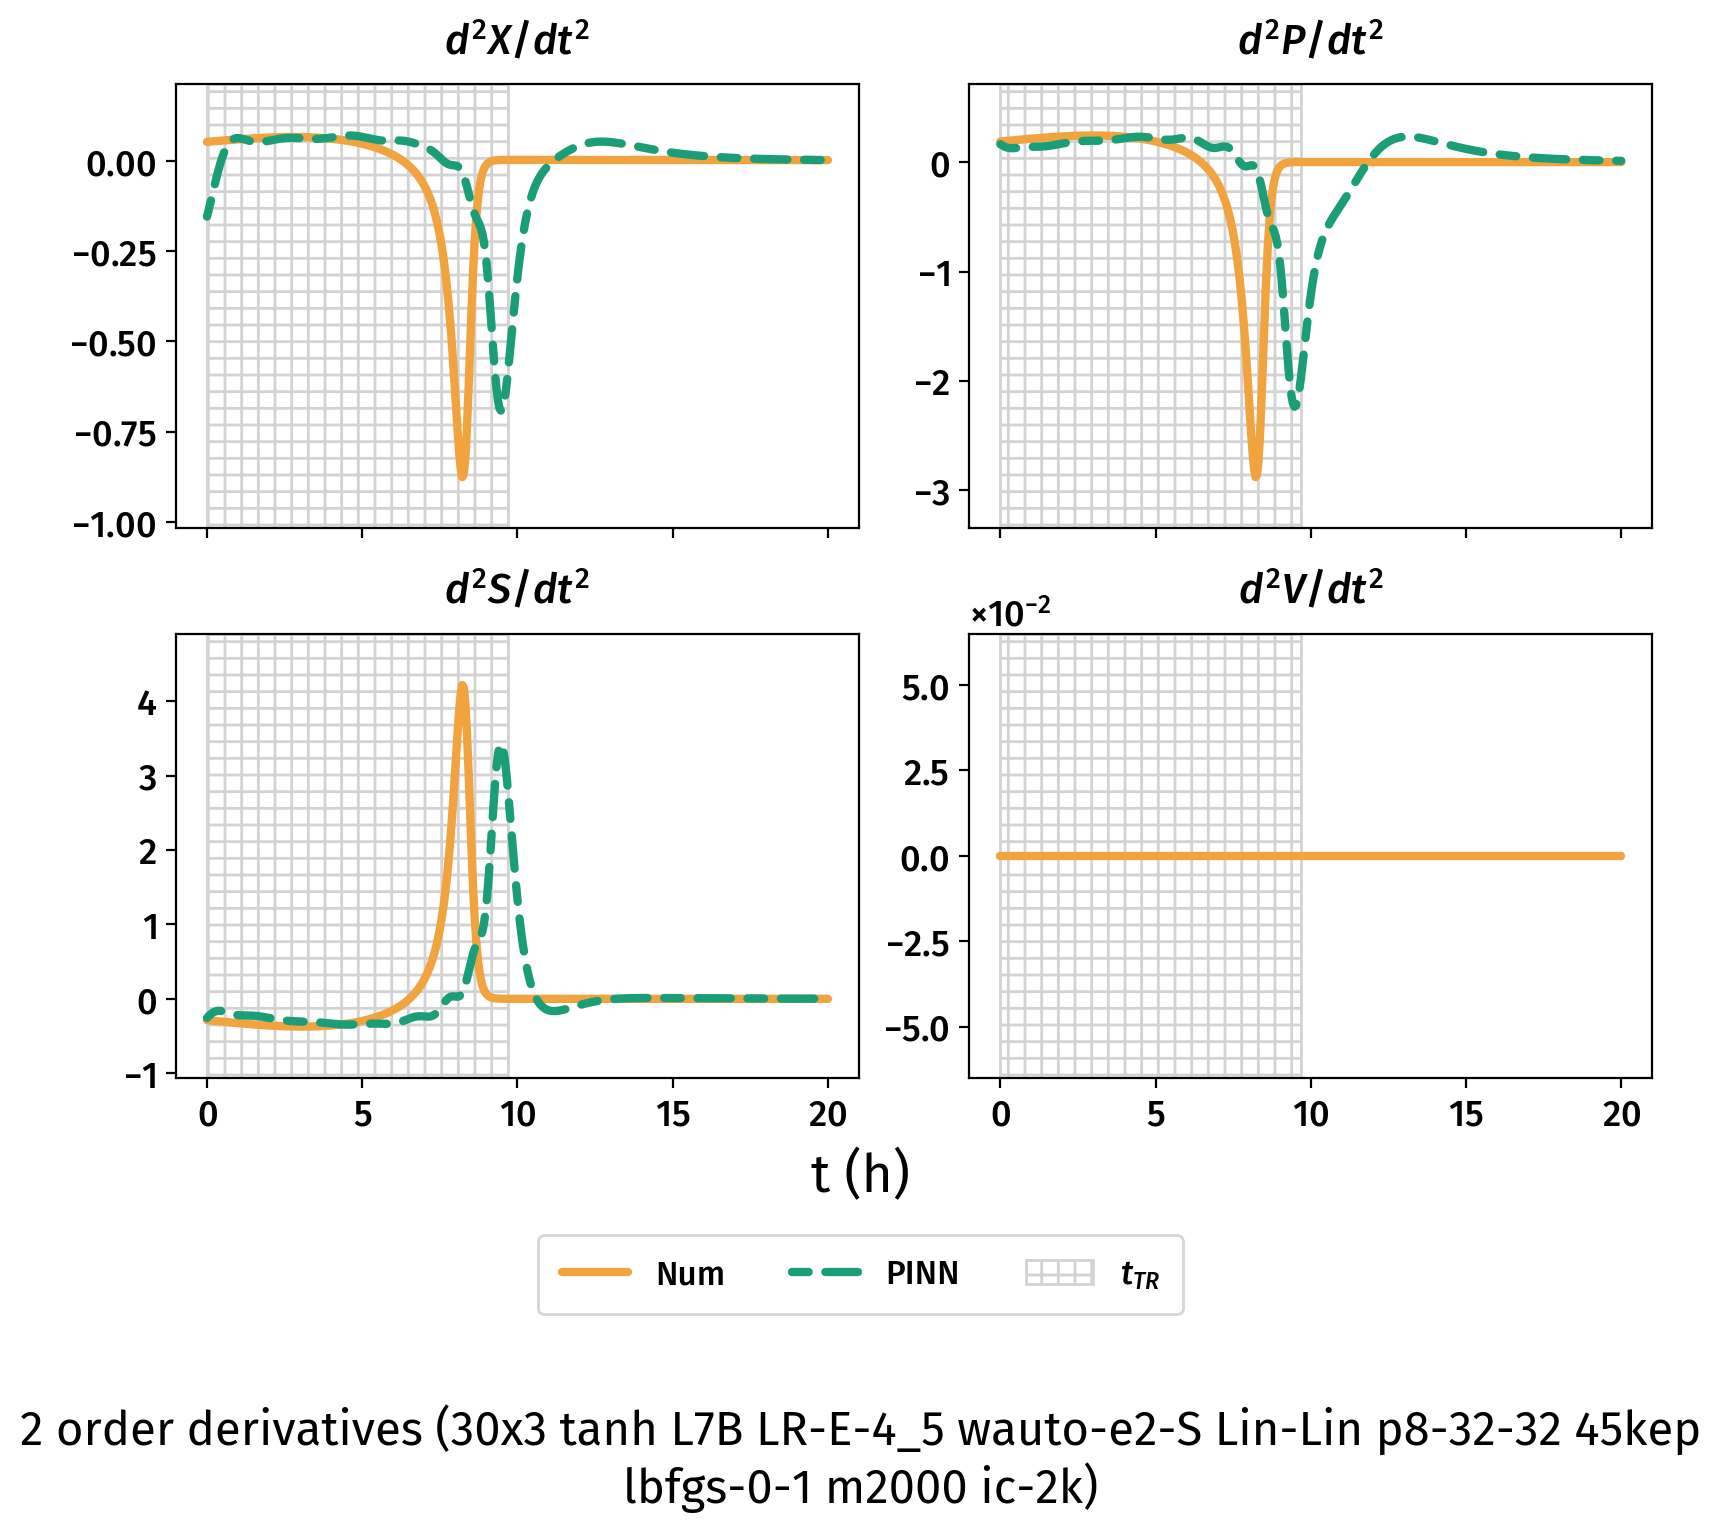 d²X/dt²
d²P/dt²
0.00
−0.25
−0.50
−0.75
−1.00
0
−1
−2
−3
d²S/dt²
d²V/dt²
×10⁻²
4
3
2
1
0
−1
5.0
2.5
0.0
−2.5
−5.0
0 5 10 15 20
0 5 10 15 20
t (h)
Num PINN t_TR
2 order derivatives (30x3 tanh L7B LR-E-4_5 wauto-e2-S Lin-Lin p8-32-32 45kep
lbfgs-0-1 m2000 ic-2k)